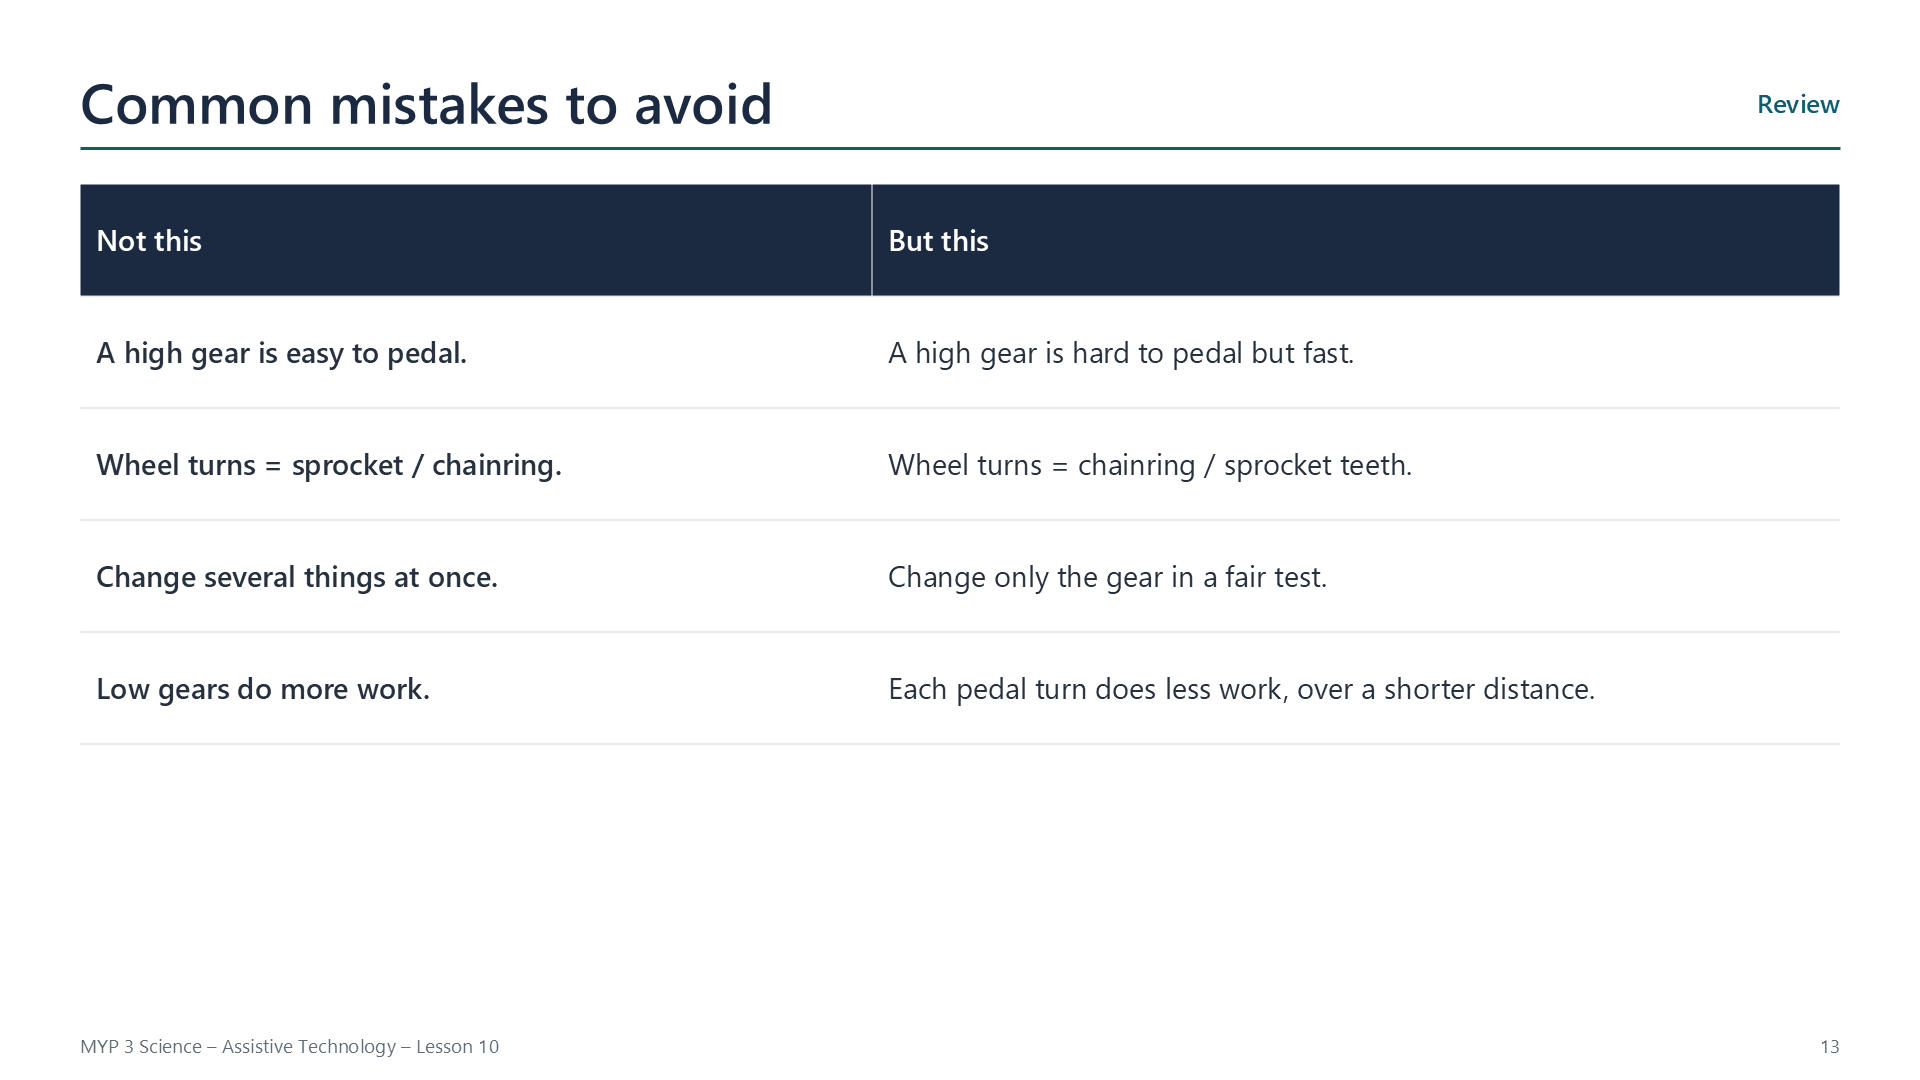 Common mistakes to avoid
Review
Not this
But this
A high gear is easy to pedal.
A high gear is hard to pedal but fast.
Wheel turns = sprocket / chainring.
Wheel turns = chainring / sprocket teeth.
Change several things at once.
Change only the gear in a fair test.
Low gears do more work.
Each pedal turn does less work, over a shorter distance.
MYP 3 Science – Assistive Technology – Lesson 10
13